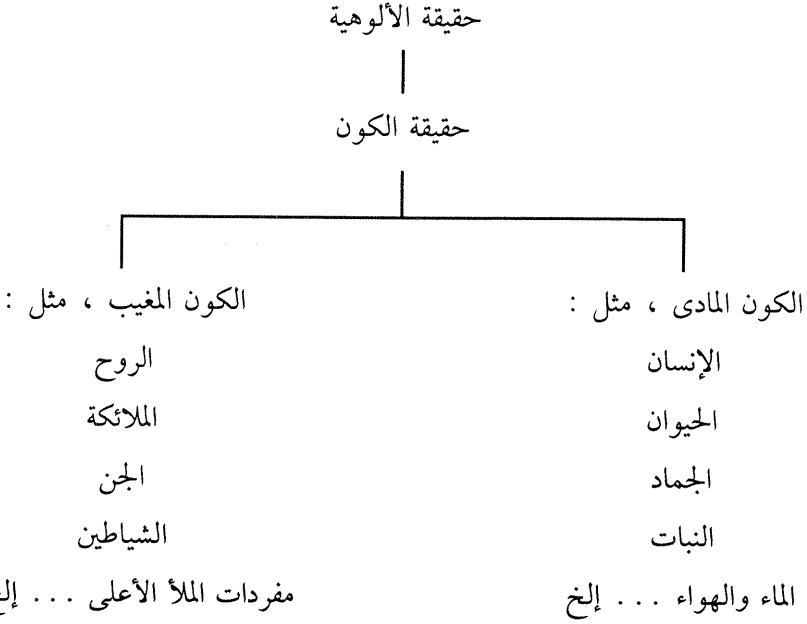 حقيقة الألوهية
حقيقة الكون
الكون المادى ، مثل :
الإنسان
الحيوان
الجماد
النبات
الماء والهواء ... إلخ
الكون المغيب ، مثل :
الروح
الملائكة
الجن
الشياطين
مفردات الملأ الأعلى ... إلخ